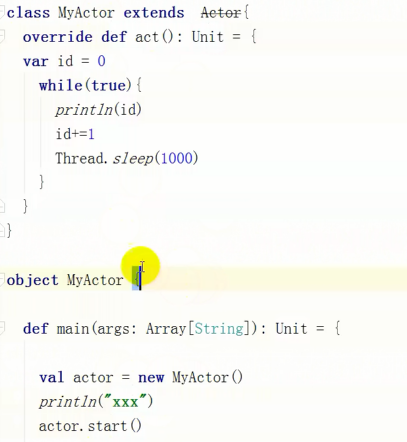 class MyActor extends Actor{
override def act(): Unit = {
var id = 0
while(true){
println(id)
id+=1
Thread.sleep(1000)
}
}
}
object MyActor {
def main(args: Array[String]): Unit = {
val actor = new MyActor()
println("xxx")
actor.start()